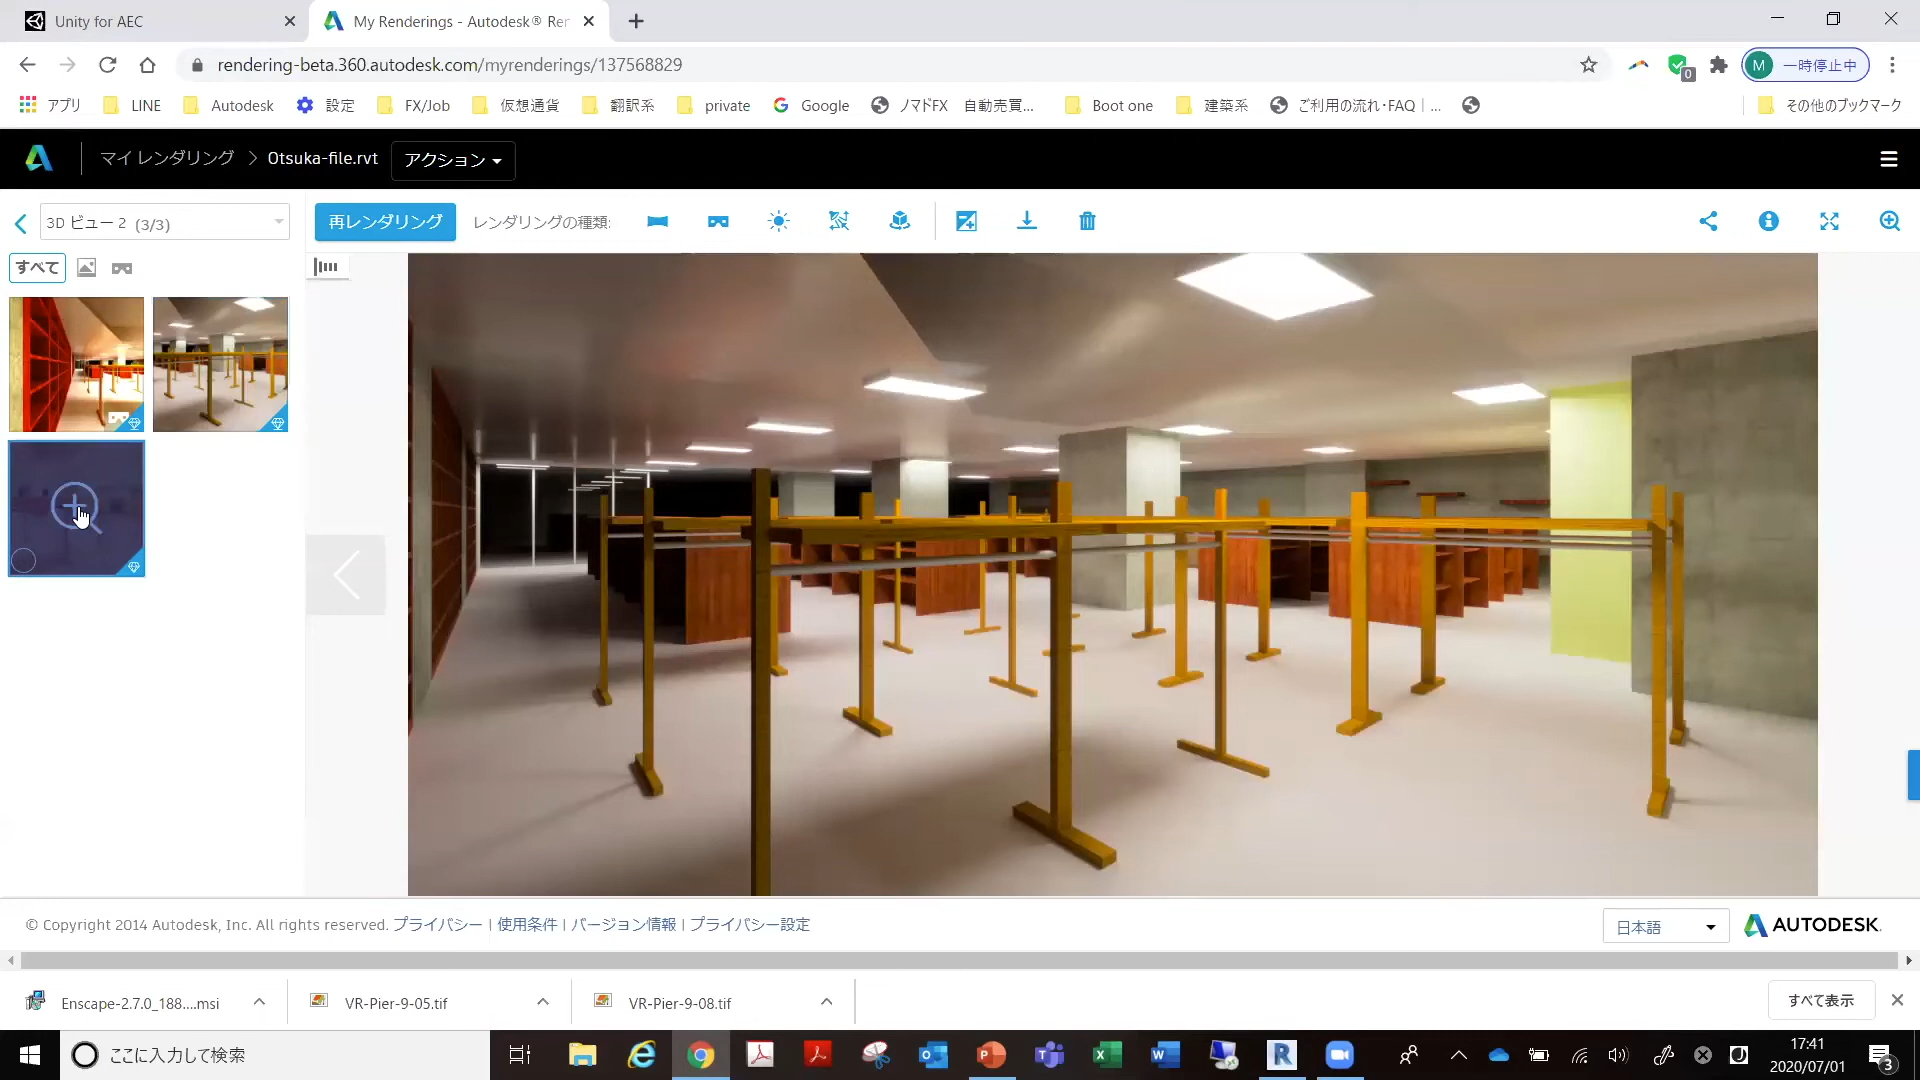 Unity for AEC
My Renderings - Autodesk® Rer
rendering-beta.360.autodesk.com/myrenderings/137568829
0
M 一時停止中
アプリ LINE Autodesk 設定 FX/Job 仮想通貨 翻訳系 private Google ノマドFX 自動売買... Boot one 建築系 ご利用の流れ・FAQ | ... その他のブックマーク
マイ レンダリング > Otsuka-file.rvt アクション
3D ビュー 2 (3/3)
再レンダリング レンダリングの種類:
すべて
© Copyright 2014 Autodesk, Inc. All rights reserved. プライバシー | 使用条件 | バージョン情報 | プライバシー設定
日本語
AUTODESK.
Enscape-2.7.0_188....msi VR-Pier-9-05.tif VR-Pier-9-08.tif すべて表示
ここに入力して検索
17:41
2020/07/01
3